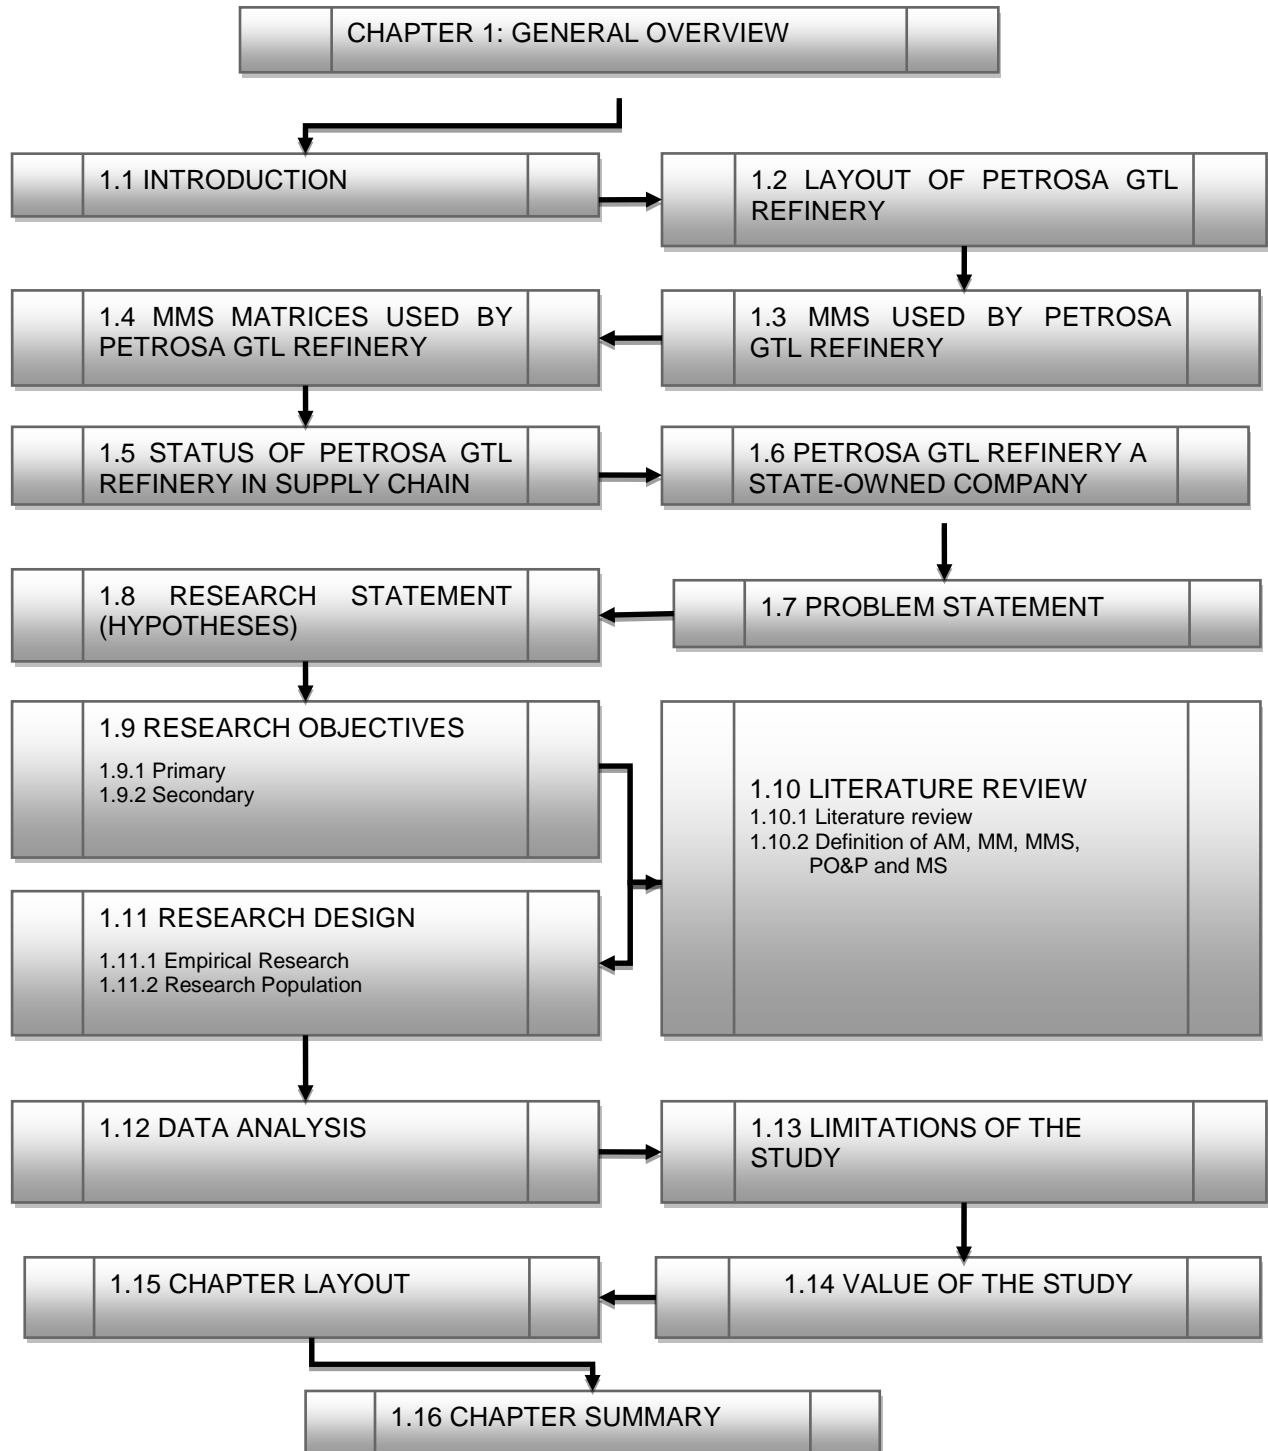 CHAPTER 1: GENERAL OVERVIEW
1.1 INTRODUCTION
1.2 LAYOUT OF PETROSA GTL
REFINERY
1.3 MMS USED BY PETROSA
GTL REFINERY
1.4 MMS MATRICES USED BY
PETROSA GTL REFINERY
1.5 STATUS OF PETROSA GTL
REFINERY IN SUPPLY CHAIN
1.6 PETROSA GTL REFINERY A
STATE-OWNED COMPANY
1.7 PROBLEM STATEMENT
1.8 RESEARCH STATEMENT
(HYPOTHESES)
1.9 RESEARCH OBJECTIVES
1.9.1 Primary
1.9.2 Secondary
1.10 LITERATURE REVIEW
1.10.1 Literature review
1.10.2 Definition of AM, MM, MMS,
PO&P and MS
1.11 RESEARCH DESIGN
1.11.1 Empirical Research
1.11.2 Research Population
1.12 DATA ANALYSIS
1.13 LIMITATIONS OF THE
STUDY
1.14 VALUE OF THE STUDY
1.15 CHAPTER LAYOUT
1.16 CHAPTER SUMMARY